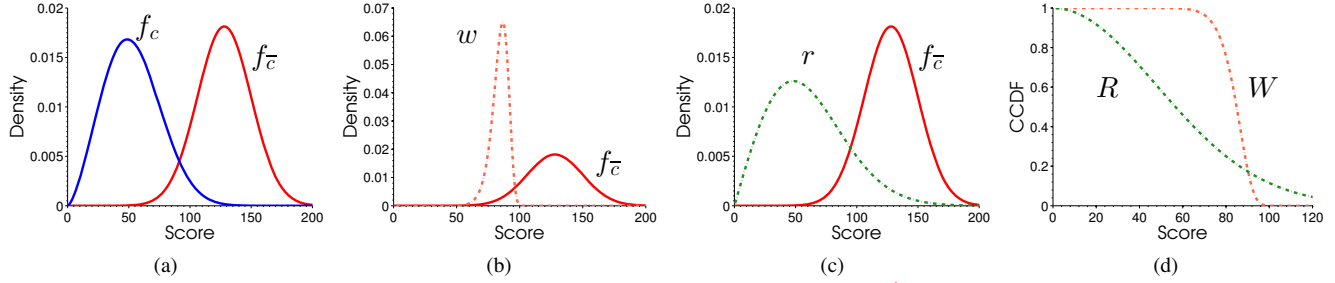 0.02
0.015
0.01
0.005
0
0 50 100 150 200
Density
Score
f_c
f_c̅
(a)
0.07
0.06
0.05
0.04
0.03
0.02
0.01
0
0 50 100 150 200
Density
Score
w
f_c̅
(b)
0.02
0.015
0.01
0.005
0
0 50 100 150 200
Density
Score
r
f_c̅
(c)
1
0.8
0.6
0.4
0.2
0
0 20 40 60 80 100 120
CCDF
Score
R
W
(d)